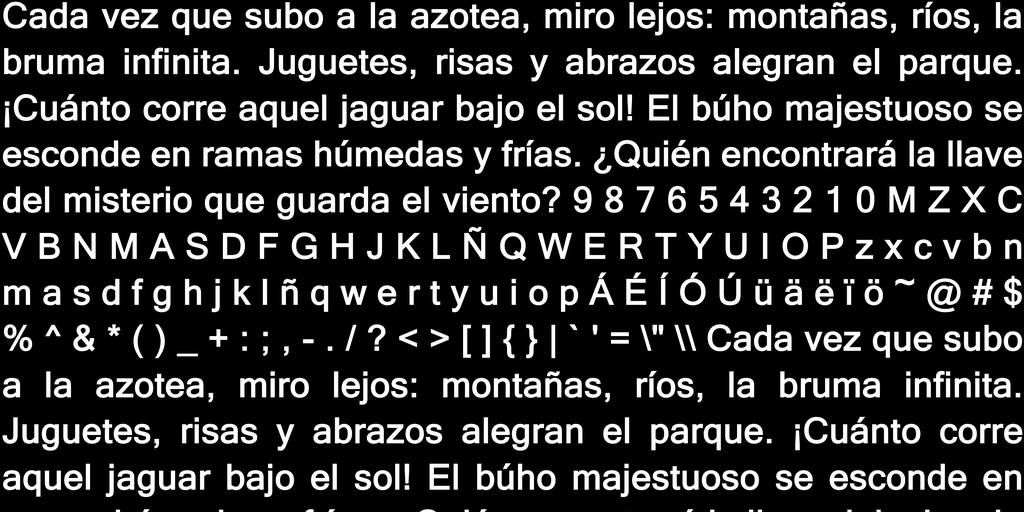 Cada vez que subo a la azotea, miro lejos: montañas, ríos, la
bruma infinita. Juguetes, risas y abrazos alegran el parque.
¡Cuánto corre aquel jaguar bajo el sol! El búho majestuoso se
esconde en ramas húmedas y frías. ¿Quién encontrará la llave
del misterio que guarda el viento? 9 8 7 6 5 4 3 2 1 0 M Z X C
V B N M A S D F G H J K L Ñ Q W E R T Y U I O P z x c v b n
m a s d f g h j k l ñ q w e r t y u i o p Á É Í Ó Ú ü ä ë ï ö ~ @ # $
% ^ & * ( ) _ + : ; , - . / ? < > [ ] { } | ` ' = \" \\ Cada vez que subo
a la azotea, miro lejos: montañas, ríos, la bruma infinita.
Juguetes, risas y abrazos alegran el parque. ¡Cuánto corre
aquel jaguar bajo el sol! El búho majestuoso se esconde en